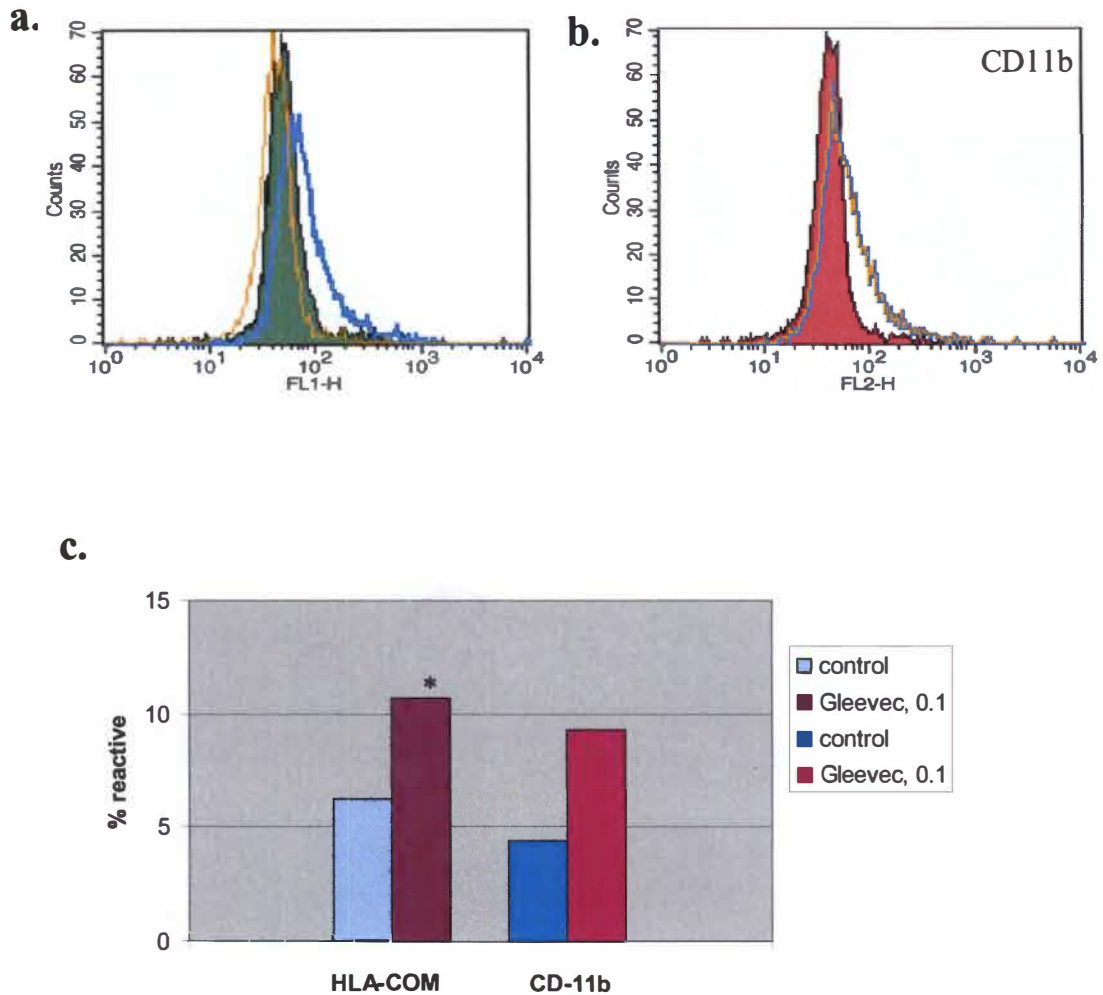 a.
70
60
50
40
30
20
10
0
Counts
10^0
10^1
10^2
10^3
10^4
FL1-H
b.
CD11b
70
60
50
40
30
20
10
0
Counts
10^0
10^1
10^2
10^3
10^4
FL2-H
c.
15
10
5
0
% reactive
*
HLA-COM
CD-11b
control
Gleevec, 0.1
control
Gleevec, 0.1